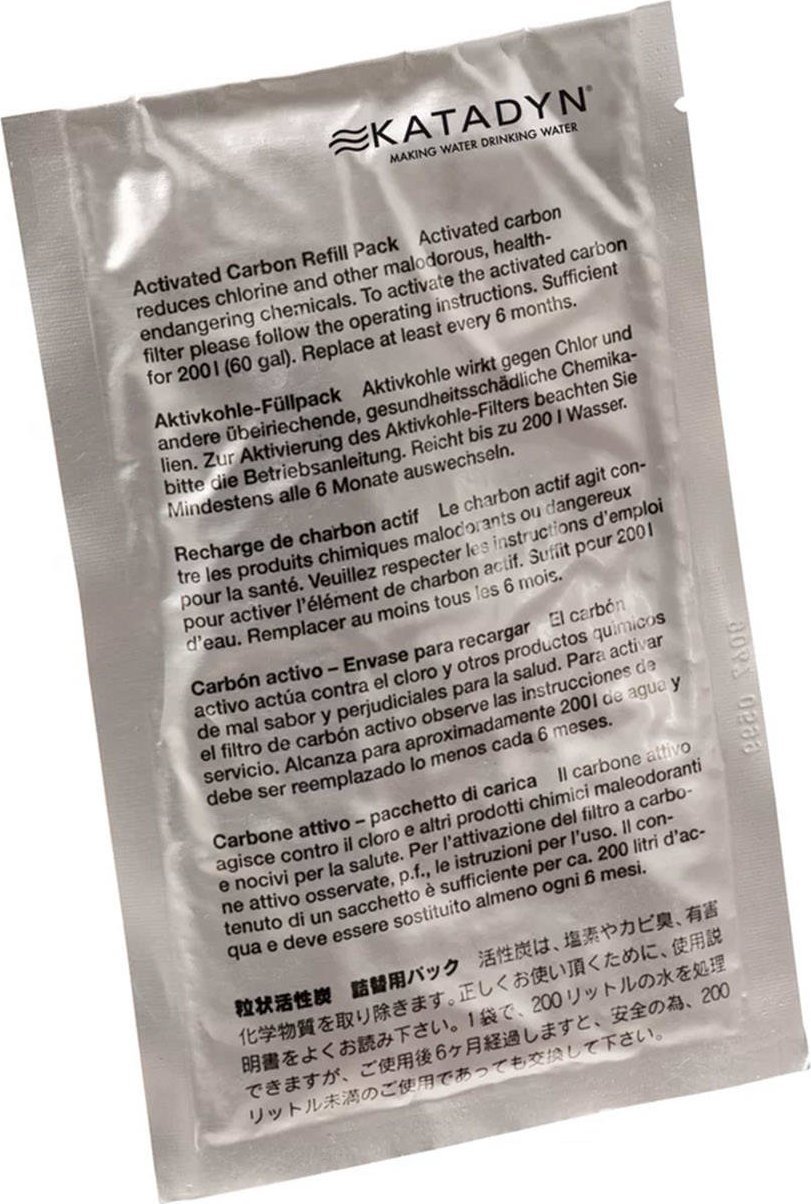 KATADYN®
MAKING WATER DRINKING WATER
Activated Carbon Refill Pack Activated carbon
reduces chlorine and other malodorous, health-
endangering chemicals. To activate the activated carbon
filter please follow the operating instructions. Sufficient
for 200 l (60 gal). Replace at least every 6 months.
Aktivkohle-Füllpack Aktivkohle wirkt gegen Chlor und
andere übelriechende, gesundheitsschädliche Chemika-
lien. Zur Aktivierung des Aktivkohle-Filters beachten Sie
bitte die Betriebsanleitung. Reicht bis zu 200 l Wasser.
Mindestens alle 6 Monate auswechseln.
Recharge de charbon actif Le charbon actif agit con-
tre les produits chimiques malodorants ou dangereux
pour la santé. Veuillez respecter les instructions d'emploi
pour activer l'élément de charbon actif. Suffit pour 200 l
d'eau. Remplacer au moins tous les 6 mois.
Carbón activo – Envase para recargar El carbón
activo actúa contra el cloro y otros productos químicos
de mal sabor y perjudiciales para la salud. Para activar
el filtro de carbón activo observe las instrucciones de
servicio. Alcanza para aproximadamente 200 l de agua y
debe ser reemplazado lo menos cada 6 meses.
Carbone attivo – pacchetto di carica Il carbone attivo
agisce contro il cloro e altri prodotti chimici maleodoranti
e nocivi per la salute. Per l'attivazione del filtro a carbo-
ne attivo osservate, p.f., le istruzioni per l'uso. Il con-
tenuto di un sacchetto è sufficiente per ca. 200 litri d'ac-
qua e deve essere sostituito almeno ogni 6 mesi.
粒状活性炭 詰替用パック 活性炭は、塩素やカビ臭、有害
化学物質を取り除きます。正しくお使い頂くために、使用説
明書をよくお読み下さい。1袋で、200リットルの水を処理
できますが、ご使用後6ヶ月経過しますと、安全の為、200
リットル未満のご使用であっても交換して下さい。